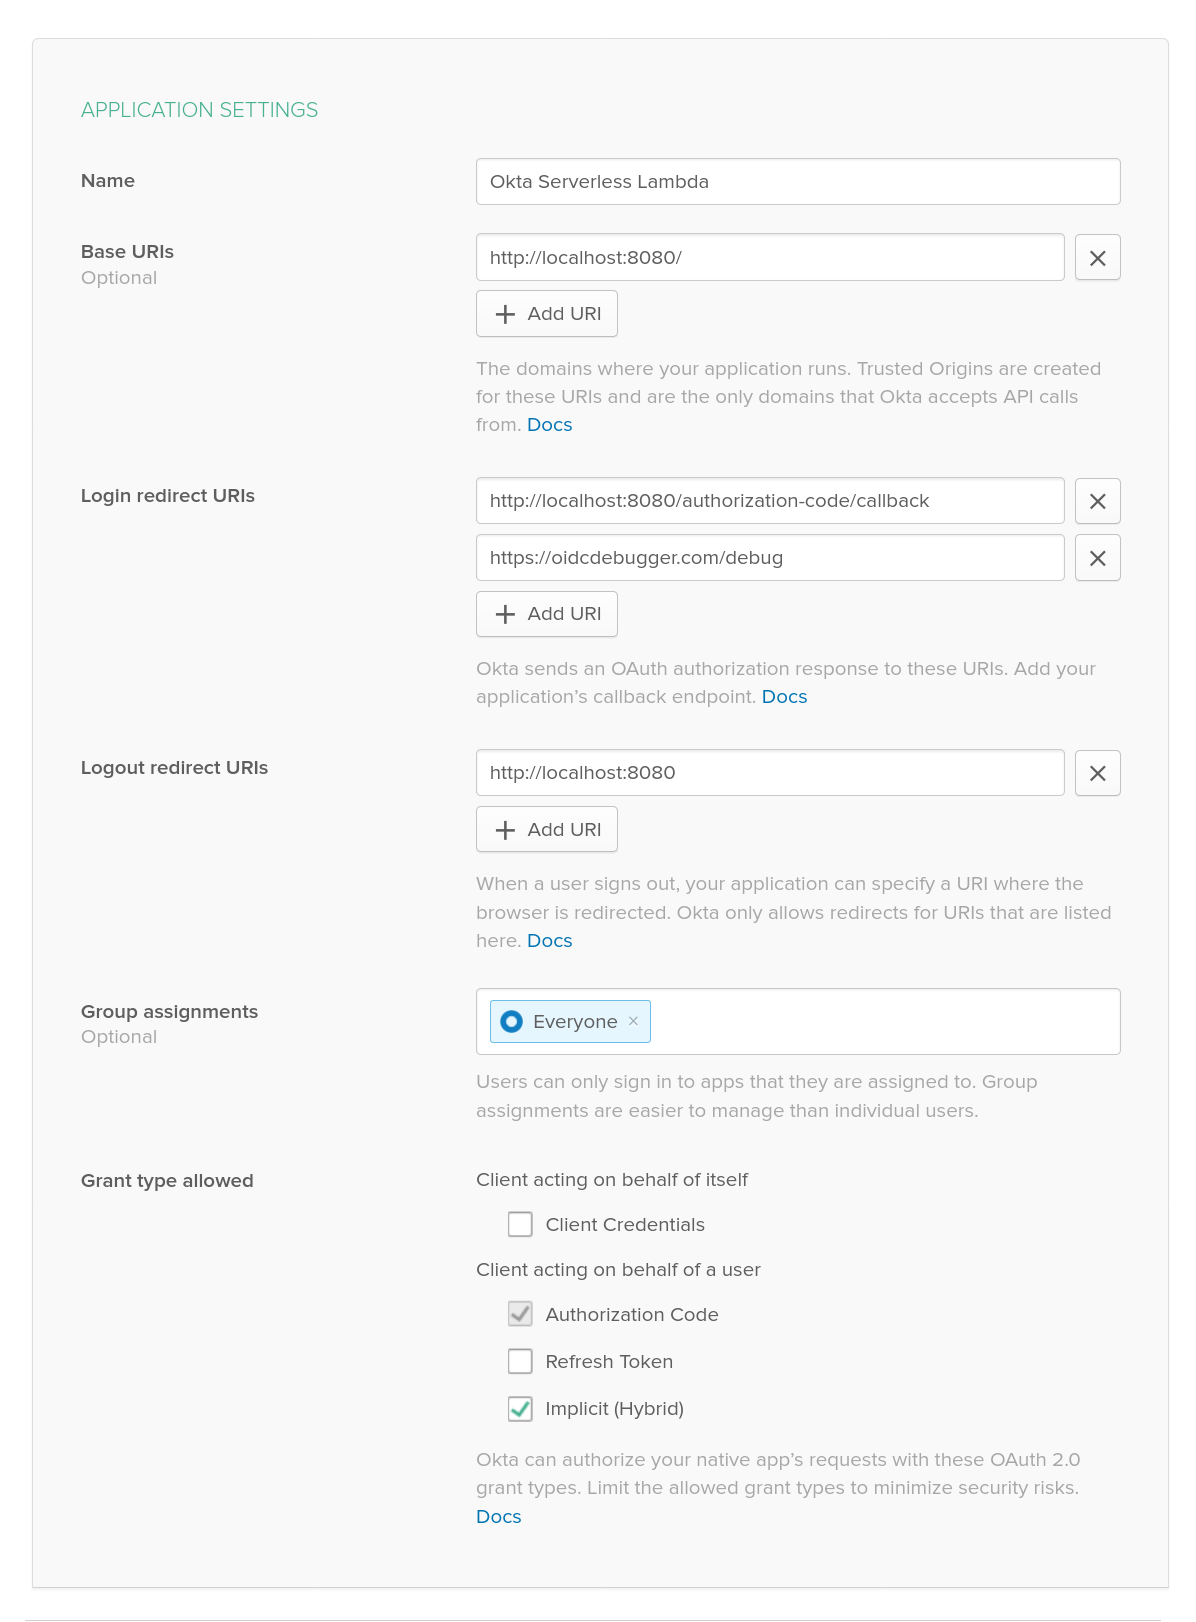 APPLICATION SETTINGS
Name
Okta Serverless Lambda
Base URIs
Optional
http://localhost:8080/
Add URI
The domains where your application runs. Trusted Origins are created
for these URIs and are the only domains that Okta accepts API calls
from. Docs
Login redirect URIs
http://localhost:8080/authorization-code/callback
https://oidcdebugger.com/debug
Add URI
Okta sends an OAuth authorization response to these URIs. Add your
application’s callback endpoint. Docs
Logout redirect URIs
http://localhost:8080
Add URI
When a user signs out, your application can specify a URI where the
browser is redirected. Okta only allows redirects for URIs that are listed
here. Docs
Group assignments
Optional
Everyone
Users can only sign in to apps that they are assigned to. Group
assignments are easier to manage than individual users.
Grant type allowed
Client acting on behalf of itself
Client Credentials
Client acting on behalf of a user
Authorization Code
Refresh Token
Implicit (Hybrid)
Okta can authorize your native app’s requests with these OAuth 2.0
grant types. Limit the allowed grant types to minimize security risks.
Docs